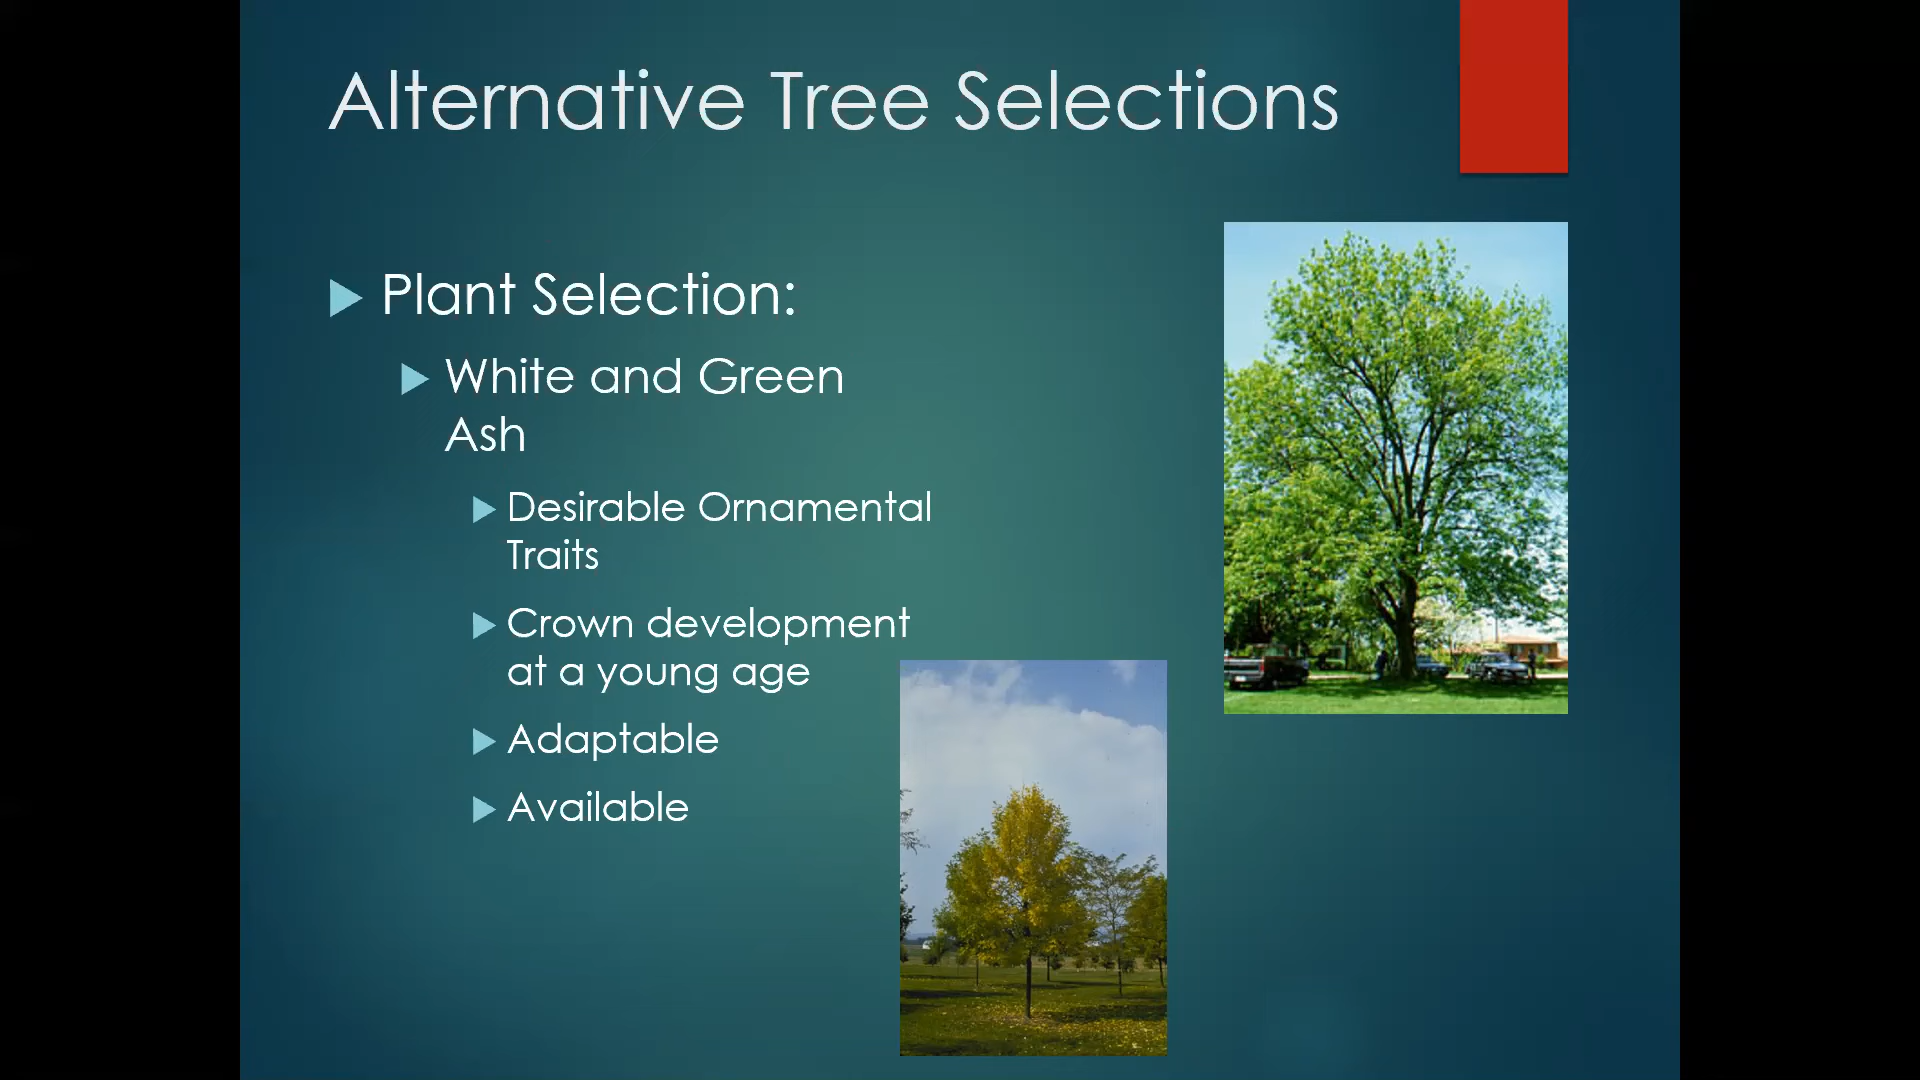 Alternative Tree Selections
Plant Selection:
White and Green
Ash
Desirable Ornamental
Traits
Crown development
at a young age
Adaptable
Available